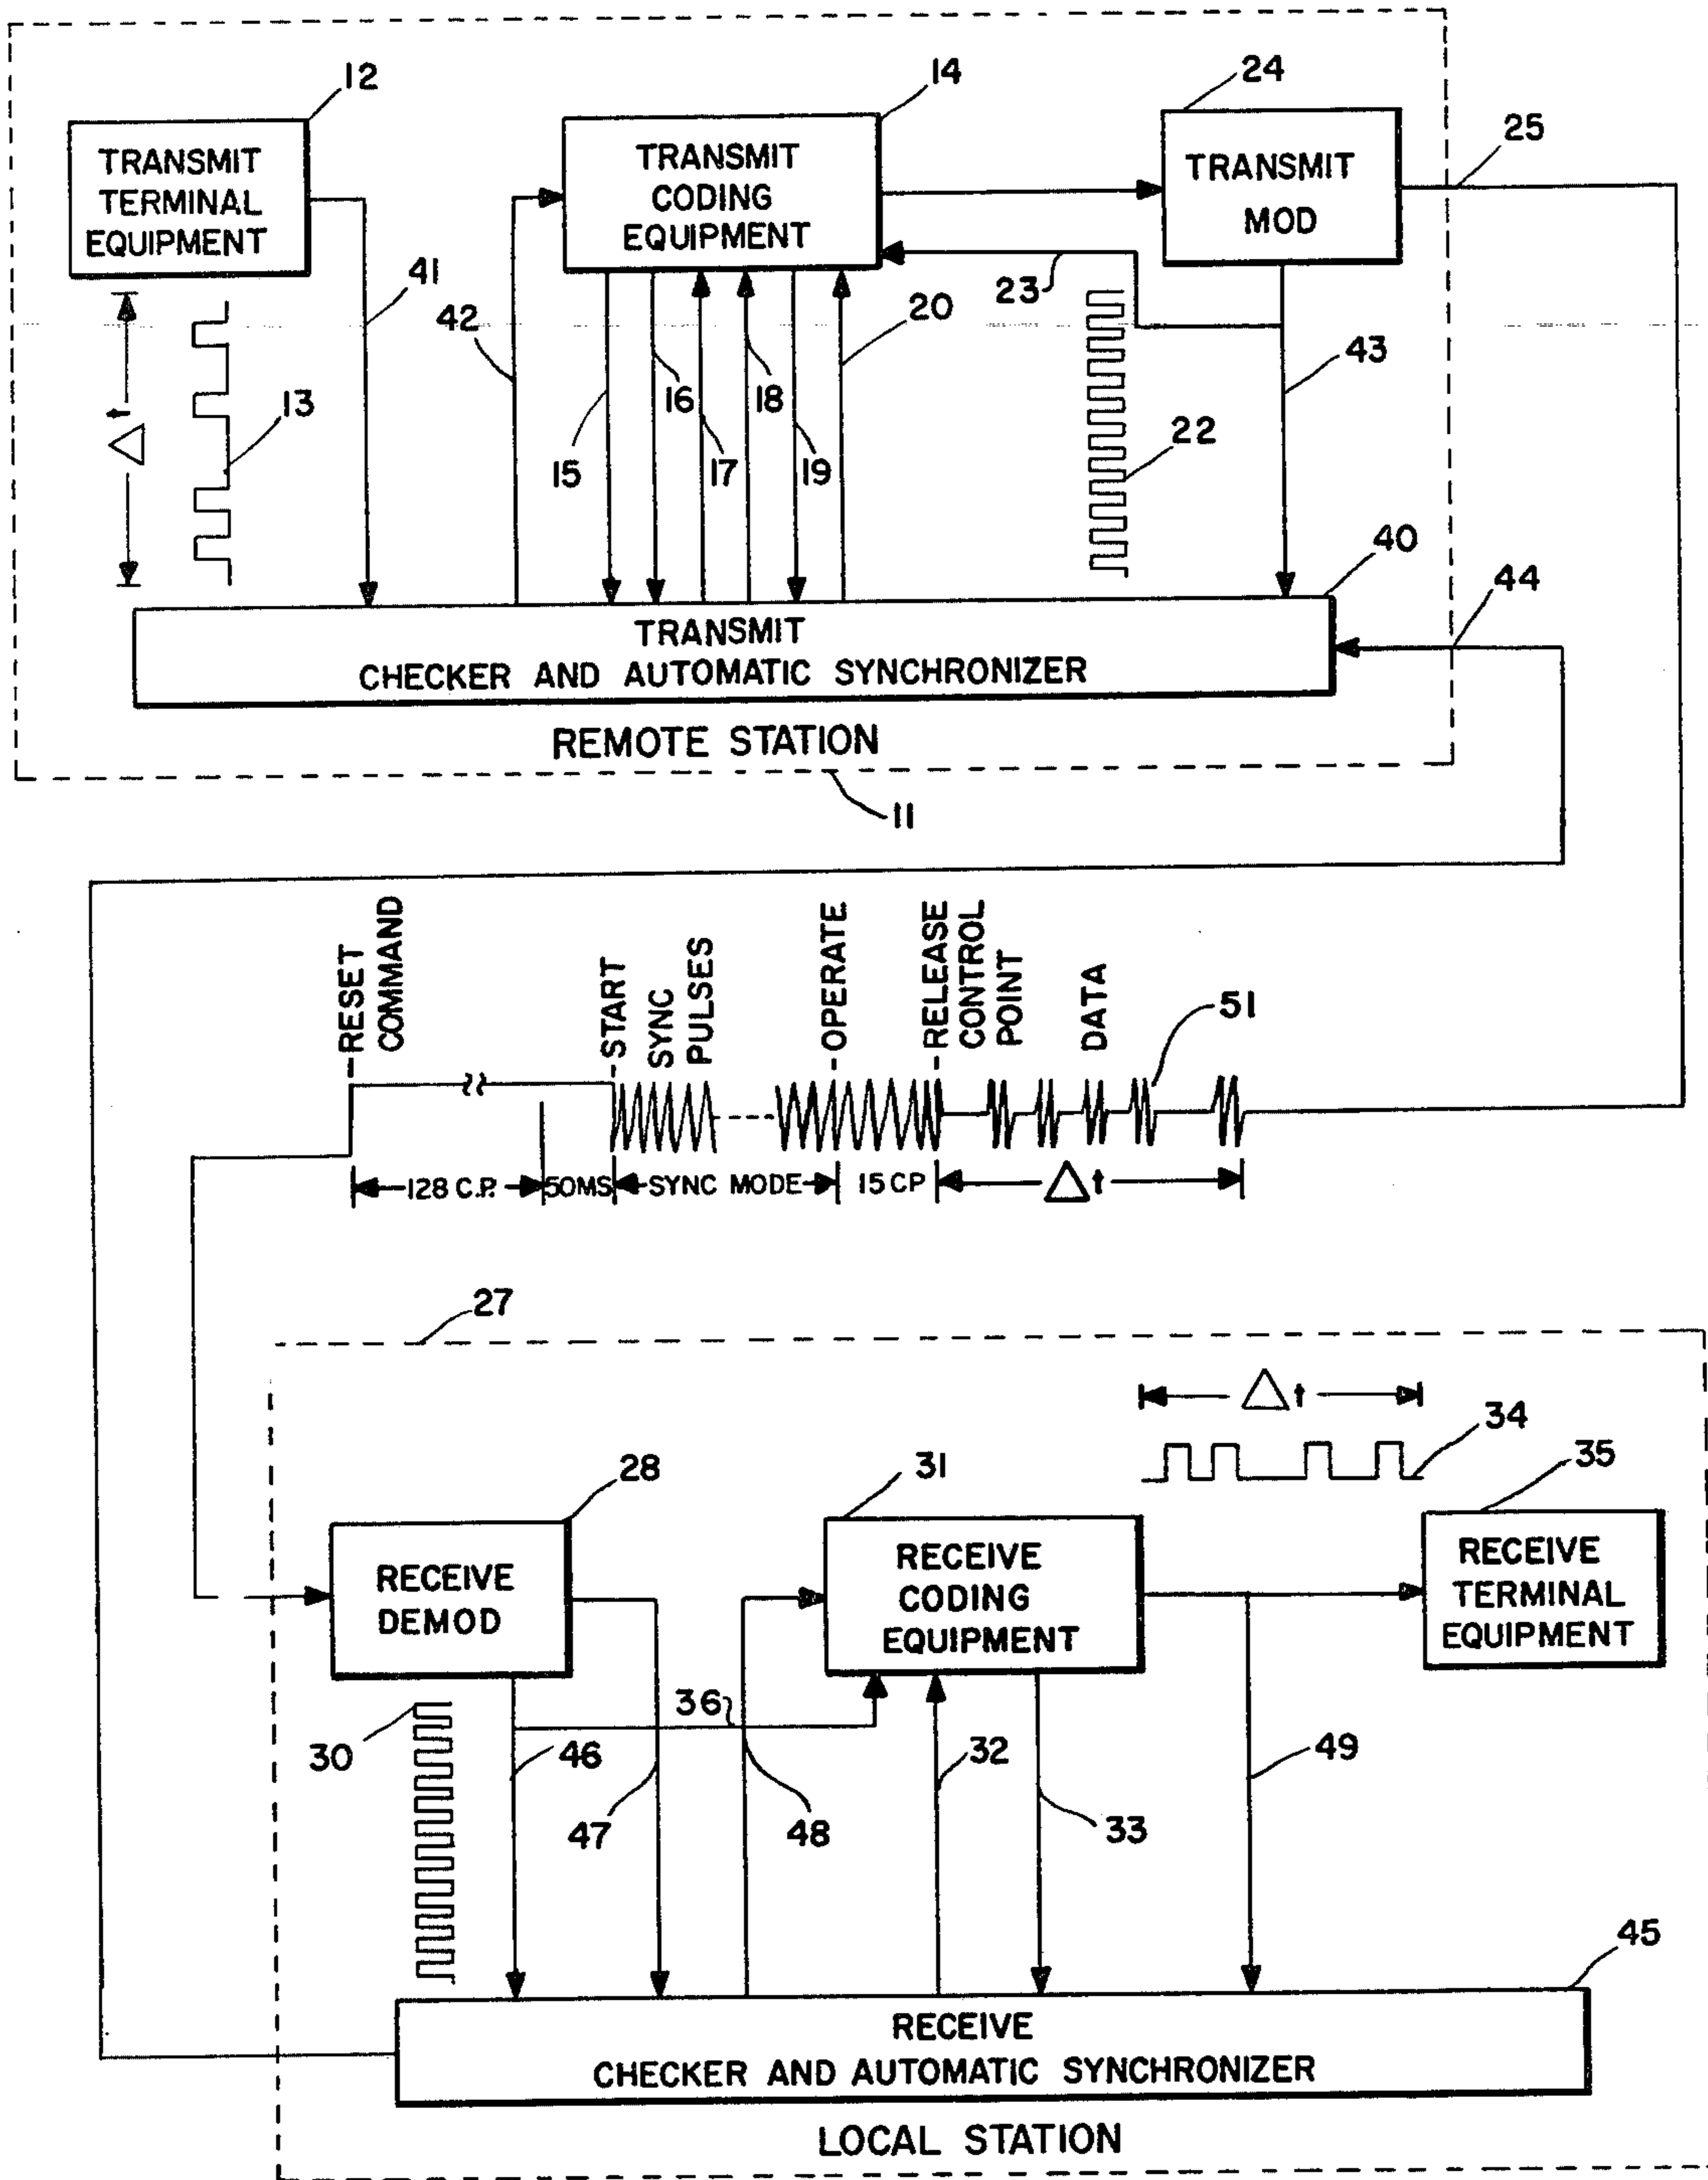 12
14
24
25
TRANSMIT
TERMINAL
EQUIPMENT
TRANSMIT
CODING
EQUIPMENT
TRANSMIT
MOD
41
42
23
20
43
Δt
13
15
16
17
18
19
22
40
44
TRANSMIT
CHECKER AND AUTOMATIC SYNCHRONIZER
REMOTE STATION
11
RESET
COMMAND
START
SYNC
PULSES
OPERATE
RELEASE
CONTROL
POINT
DATA
51
128 C.P.
50MS
SYNC MODE
15 CP
Δt
27
Δt
34
28
31
35
RECEIVE
DEMOD
RECEIVE
CODING
EQUIPMENT
RECEIVE
TERMINAL
EQUIPMENT
36
30
46
32
49
47
48
33
45
RECEIVE
CHECKER AND AUTOMATIC SYNCHRONIZER
LOCAL STATION